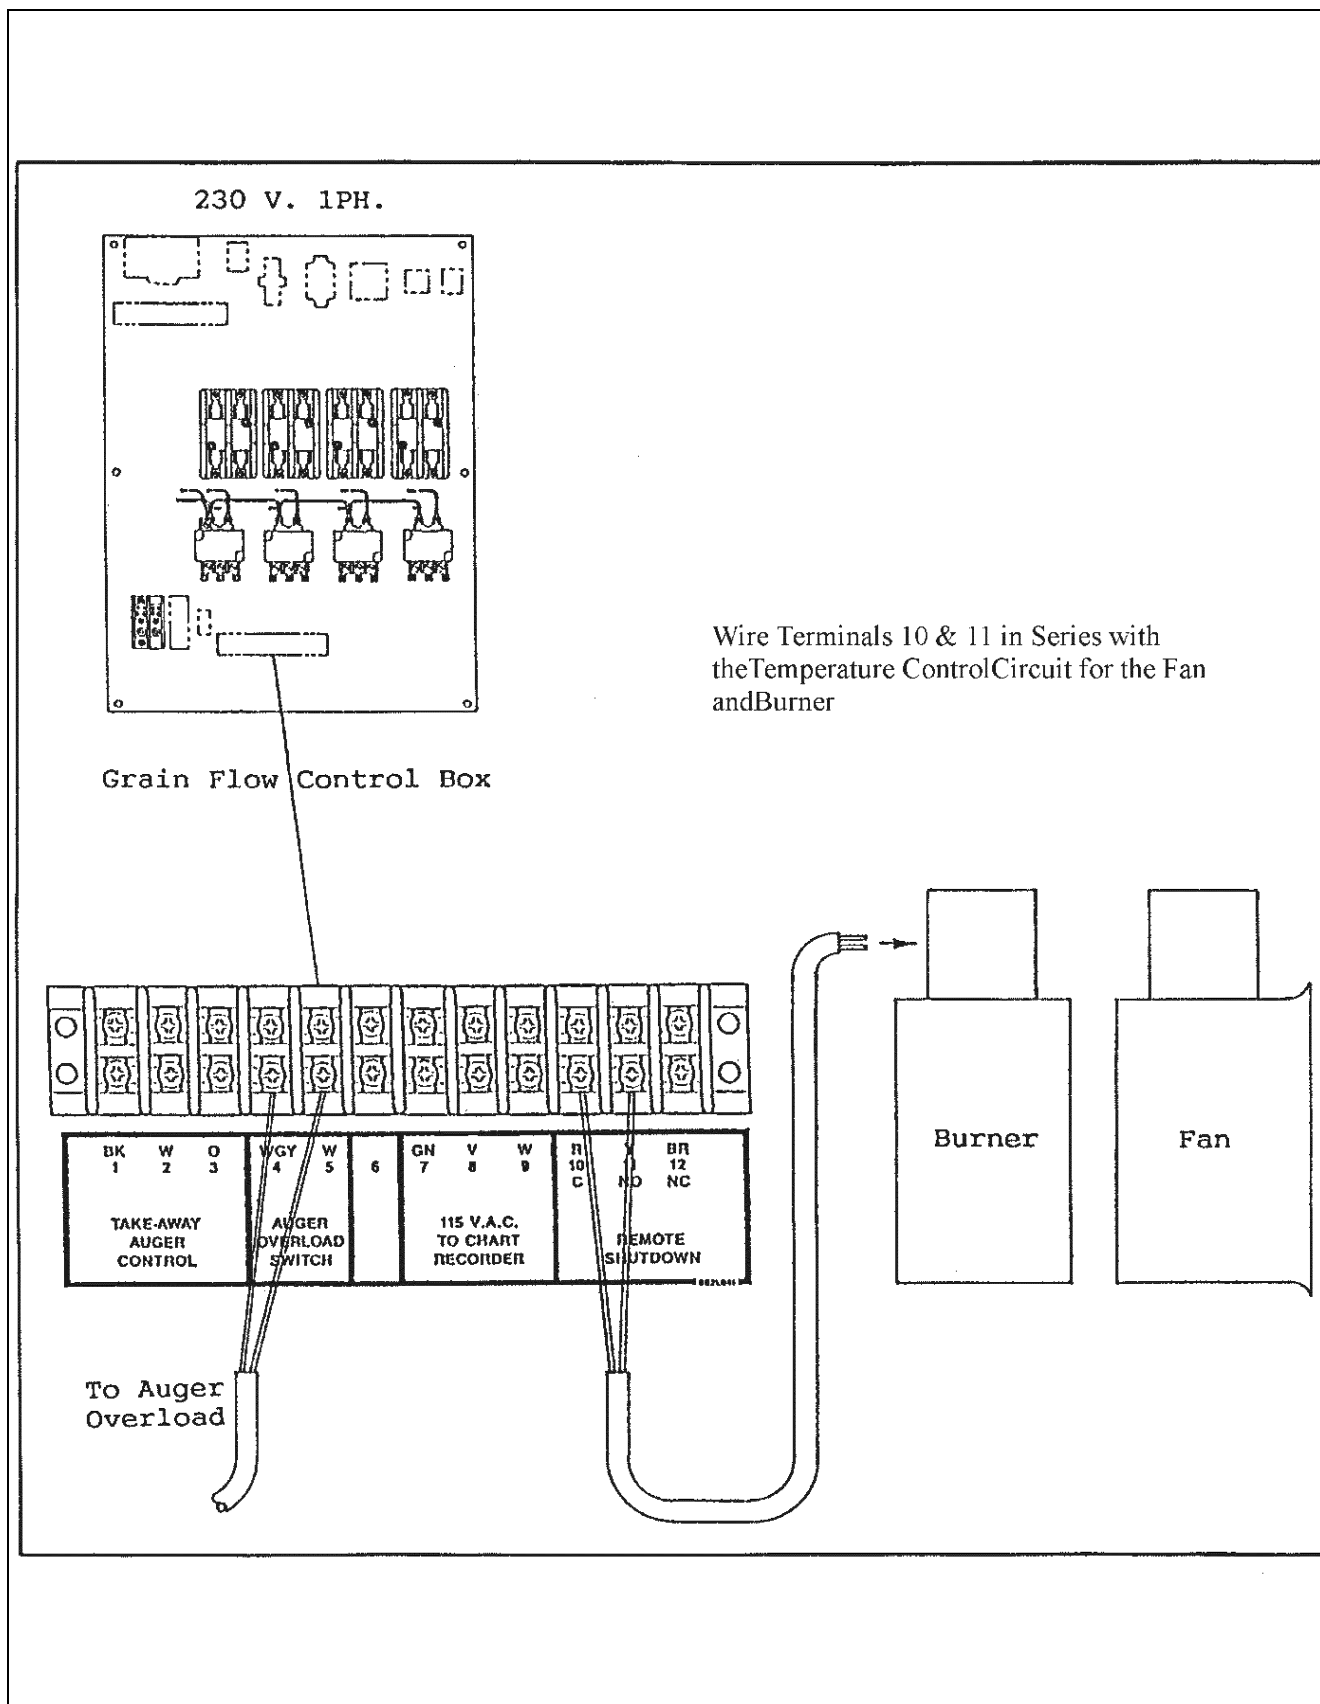 230 V. 1PH.
Wire Terminals 10 & 11 in Series with
theTemperature ControlCircuit for the Fan
andBurner
Grain Flow Control Box
Burner
Fan
BK W O WGY W GN V W R BR
1 2 3 4 5 6 7 8 9 10 12
C NO NC
TAKE-AWAY
AUGER
CONTROL
AUGER
OVERLOAD
SWITCH
115 V.A.C.
TO CHART
RECORDER
REMOTE
SHUTDOWN
To Auger
Overload